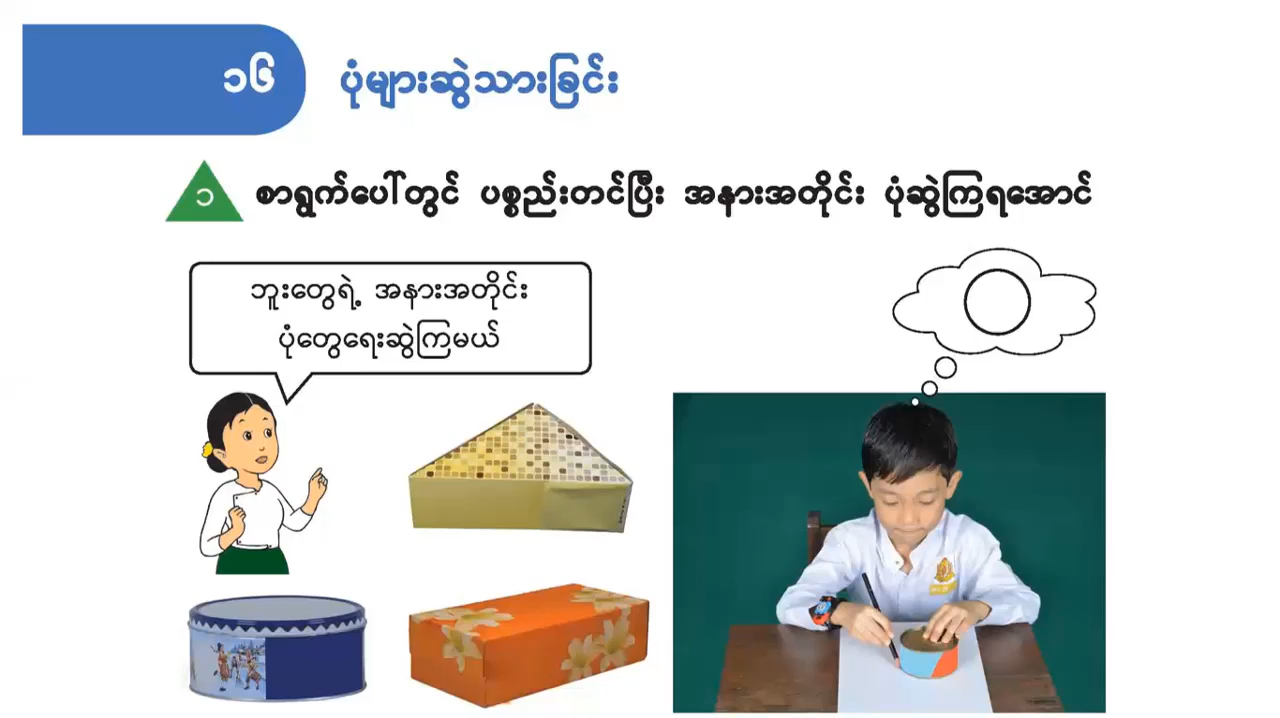 ၁၆ ပုံများဆွဲသားခြင်း
၁ စာရွက်ပေါ်တွင် ပစ္စည်းတင်ပြီး အနားအတိုင်း ပုံဆွဲကြရအောင်
ဘူးတွေရဲ့ အနားအတိုင်း
ပုံတွေရေးဆွဲကြမယ်